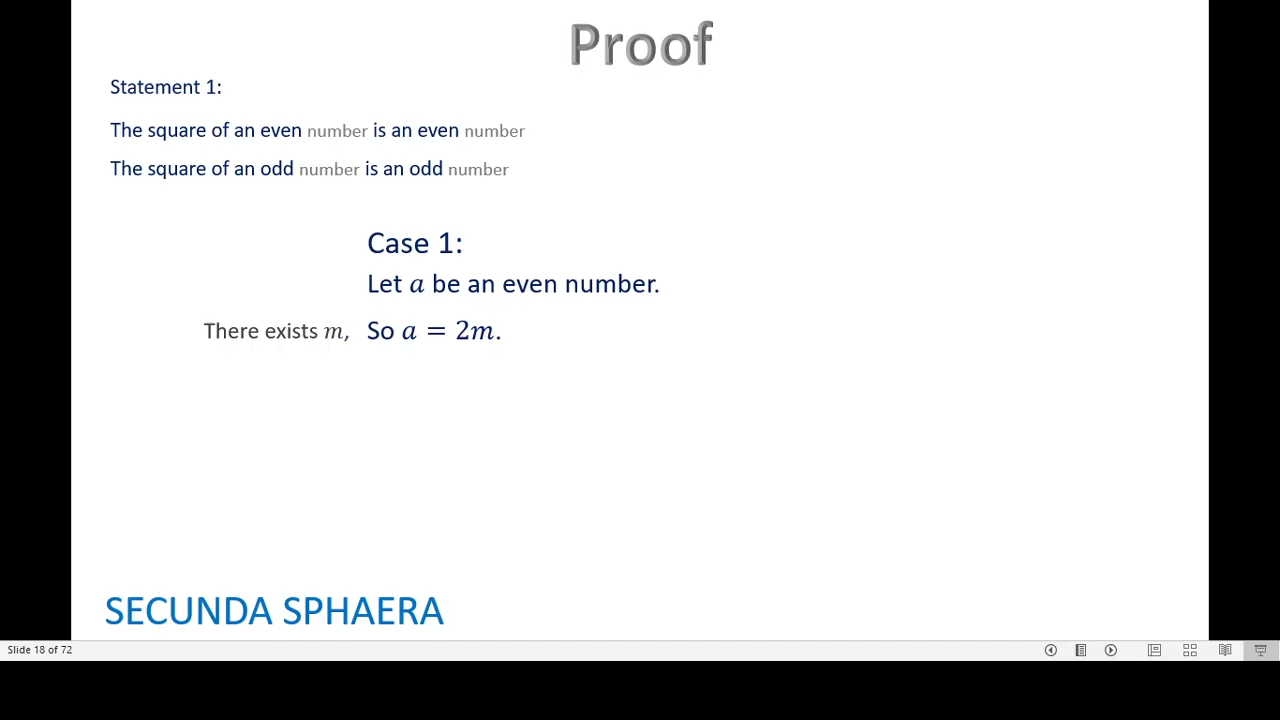 Proof
Statement 1:
The square of an even number is an even number
The square of an odd number is an odd number
Case 1:
Let a be an even number.
There exists m, So a = 2m.
SECUNDA SPHAERA
Slide 18 of 72